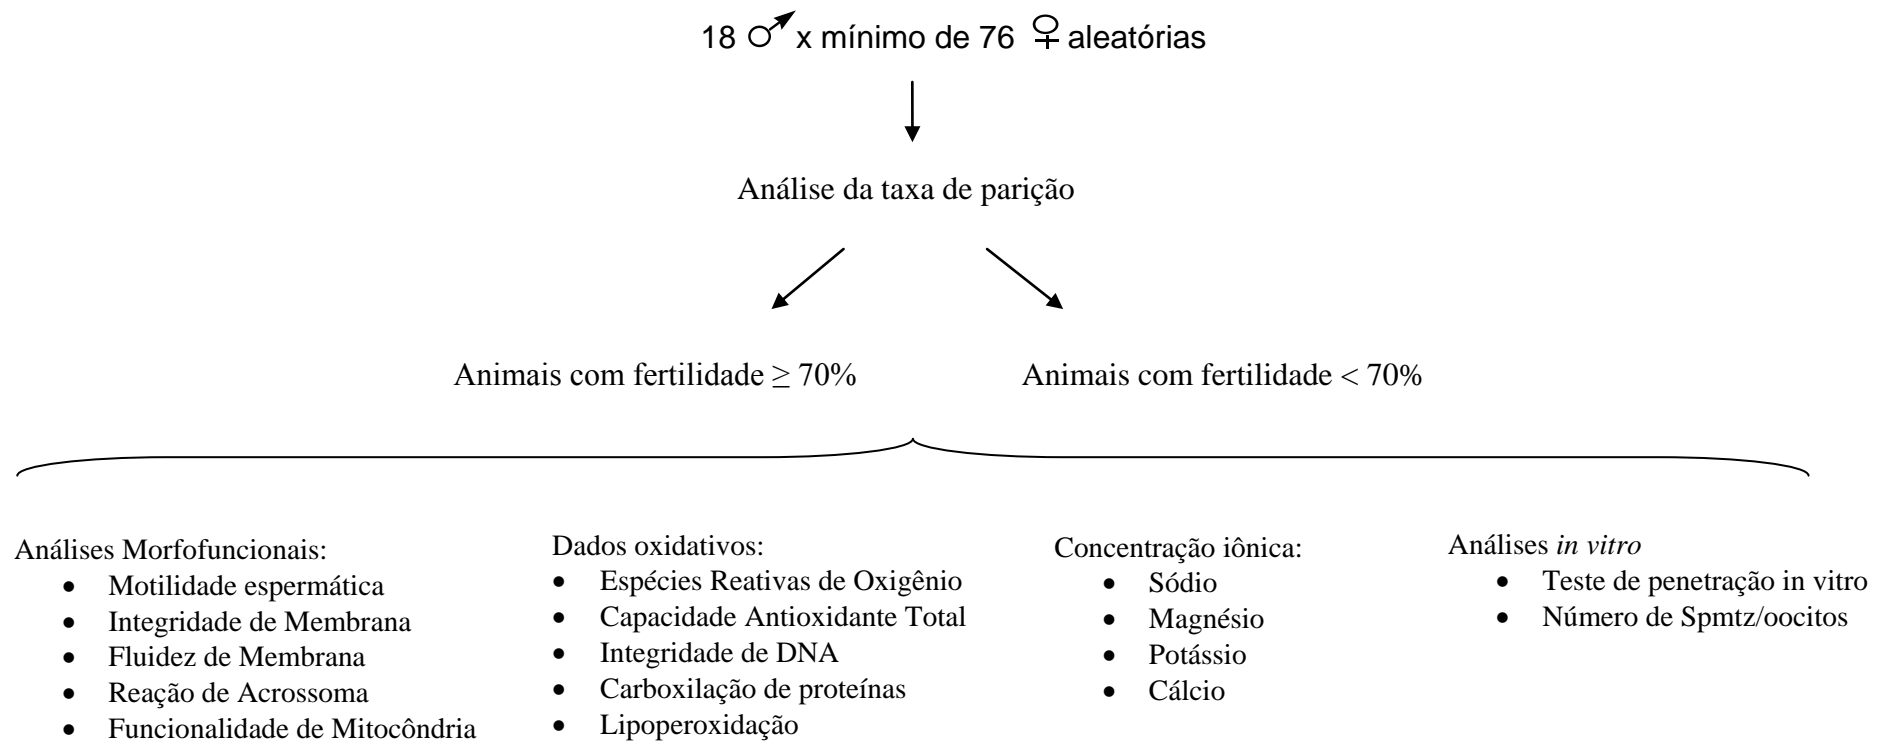 18 ♂ x mínimo de 76 ♀ aleatórias
Análise da taxa de parição
Animais com fertilidade ≥ 70%
Animais com fertilidade < 70%
Análises Morfofuncionais:
• Motilidade espermática
• Integridade de Membrana
• Fluidez de Membrana
• Reação de Acrossoma
• Funcionalidade de Mitocôndria
Dados oxidativos:
• Espécies Reativas de Oxigênio
• Capacidade Antioxidante Total
• Integridade de DNA
• Carboxilação de proteínas
• Lipoperoxidação
Concentração iônica:
• Sódio
• Magnésio
• Potássio
• Cálcio
Análises in vitro
• Teste de penetração in vitro
• Número de Spmtz/oocitos